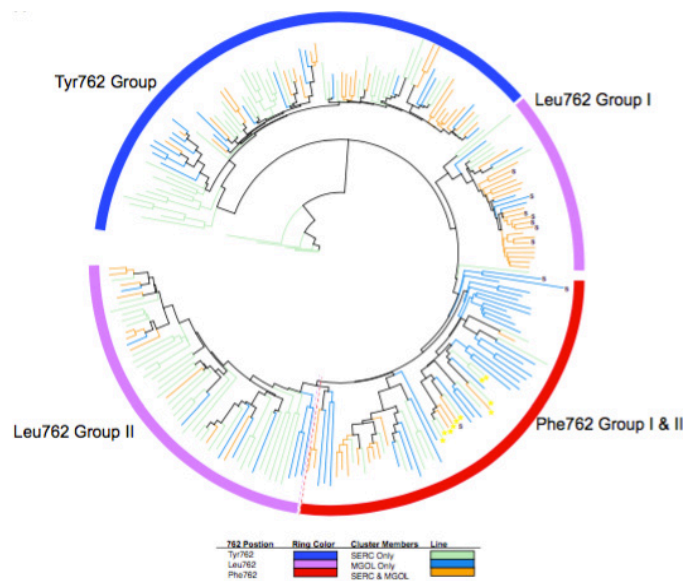 Tyr762 Group
Leu762 Group I
S
S
S
S
S
S
S
S
S
Leu762 Group II
Phe762 Group I & II
762 Postion Ring Color Cluster Members Line
Tyr762 SERC Only
Leu762 MGOL Only
Phe762 SERC & MGOL